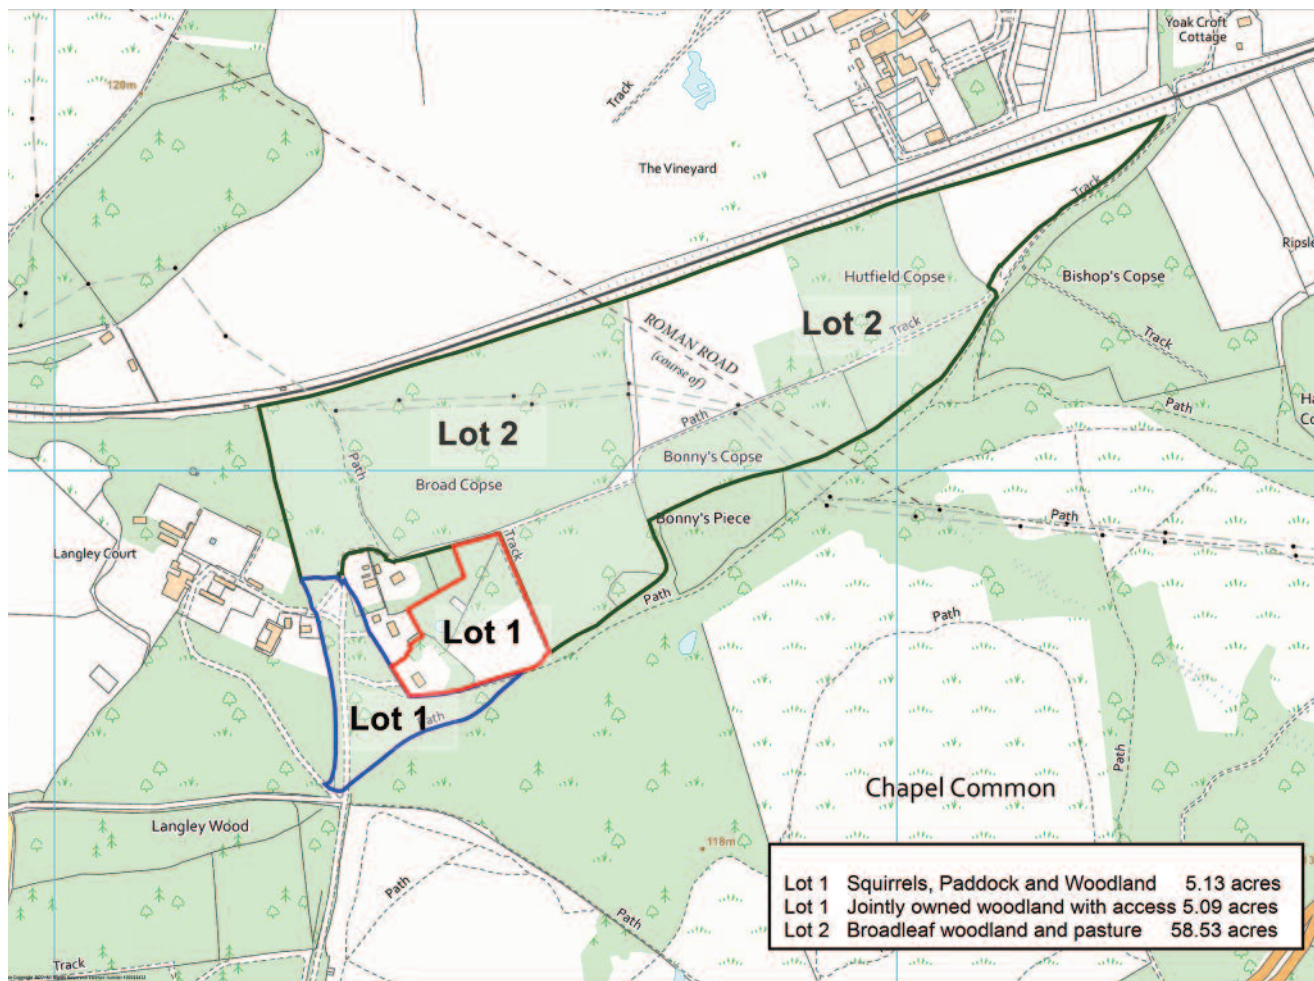 Yoak Croft
Cottage
128m
Track
The Vineyard
Track
Ripsle
Hutfield Copse
Bishop's Copse
Lot 2
Track
Track
ROMAN ROAD
(course of)
Path
Path
Lot 2
Path
Bonny's Copse
Broad Copse
Bonny's Piece
Path
Track
Langley Court
Path
Path
Lot 1
Lot 1
Path
Path
Chapel Common
Langley Wood
118m
Path
Path
Track
Lot 1 Squirrels, Paddock and Woodland 5.13 acres
Lot 1 Jointly owned woodland with access 5.09 acres
Lot 2 Broadleaf woodland and pasture 58.53 acres